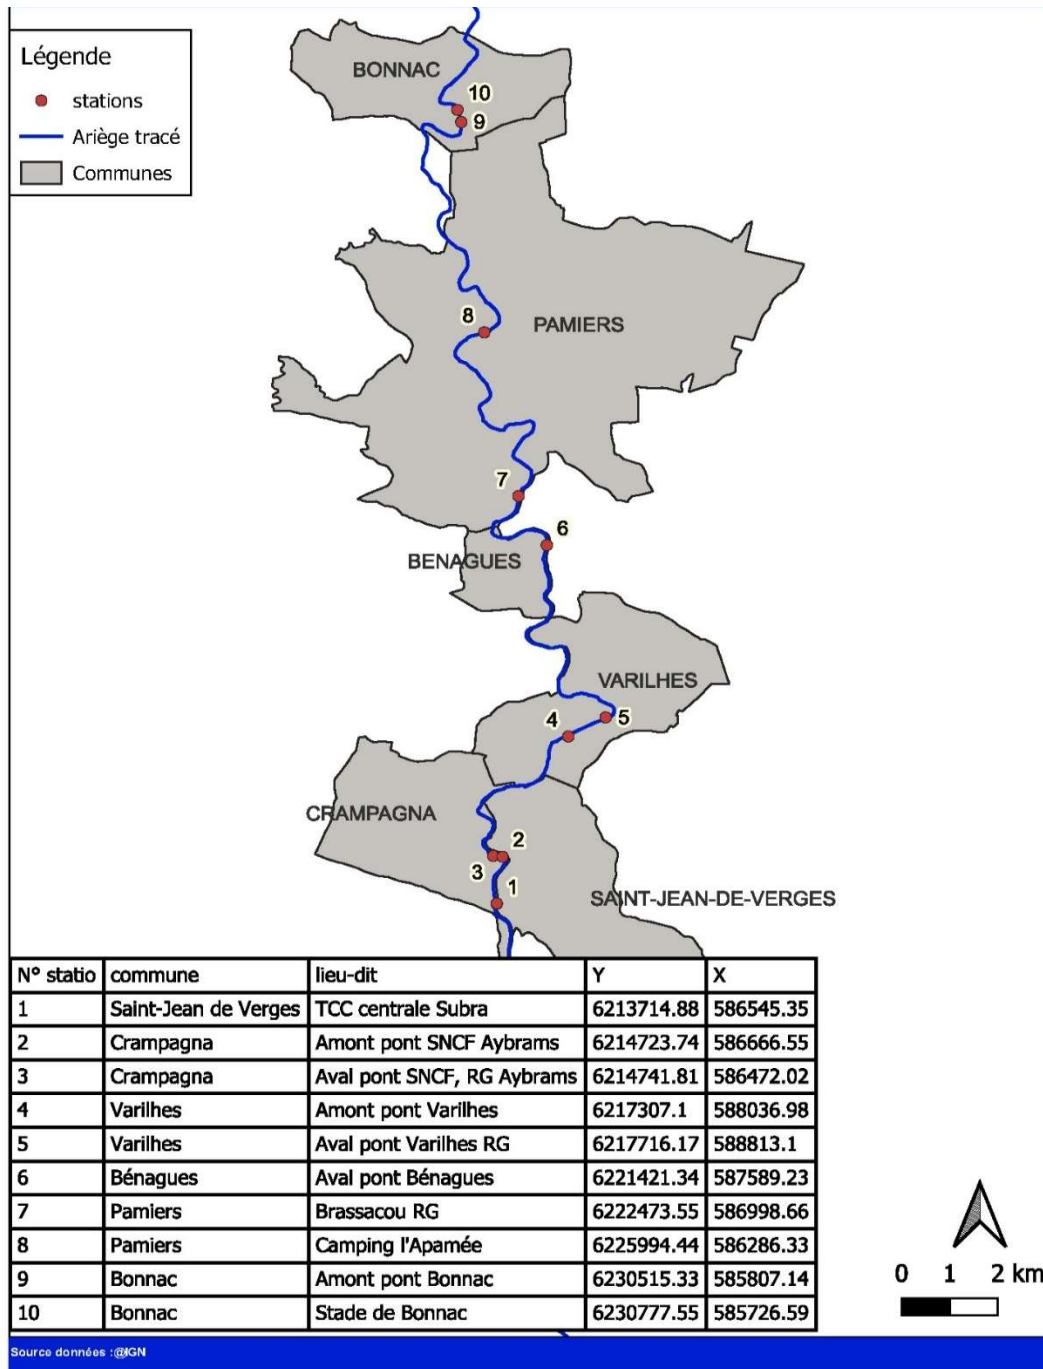 Légende
stations
Ariège tracé
Communes
BONNAC
10
9
8
PAMIERS
7
6
BENAGUES
VARILHES
4
5
CRAMPAGNA
2
3
1
SAINT-JEAN-DE-VERGES
N° statio commune lieu-dit Y X
1 Saint-Jean de Verges TCC centrale Subra 6213714.88 586545.35
2 Crampagna Amont pont SNCF Aybrams 6214723.74 586666.55
3 Crampagna Aval pont SNCF, RG Aybrams 6214741.81 586472.02
4 Varilhes Amont pont Varilhes 6217307.1 588036.98
5 Varilhes Aval pont Varilhes RG 6217716.17 588813.1
6 Bénagues Aval pont Bénagues 6221421.34 587589.23
7 Pamiers Brassacou RG 6222473.55 586998.66
8 Pamiers Camping l'Apamée 6225994.44 586286.33
9 Bonnac Amont pont Bonnac 6230515.33 585807.14
10 Bonnac Stade de Bonnac 6230777.55 585726.59
0 1 2 km
Source données :@IGN